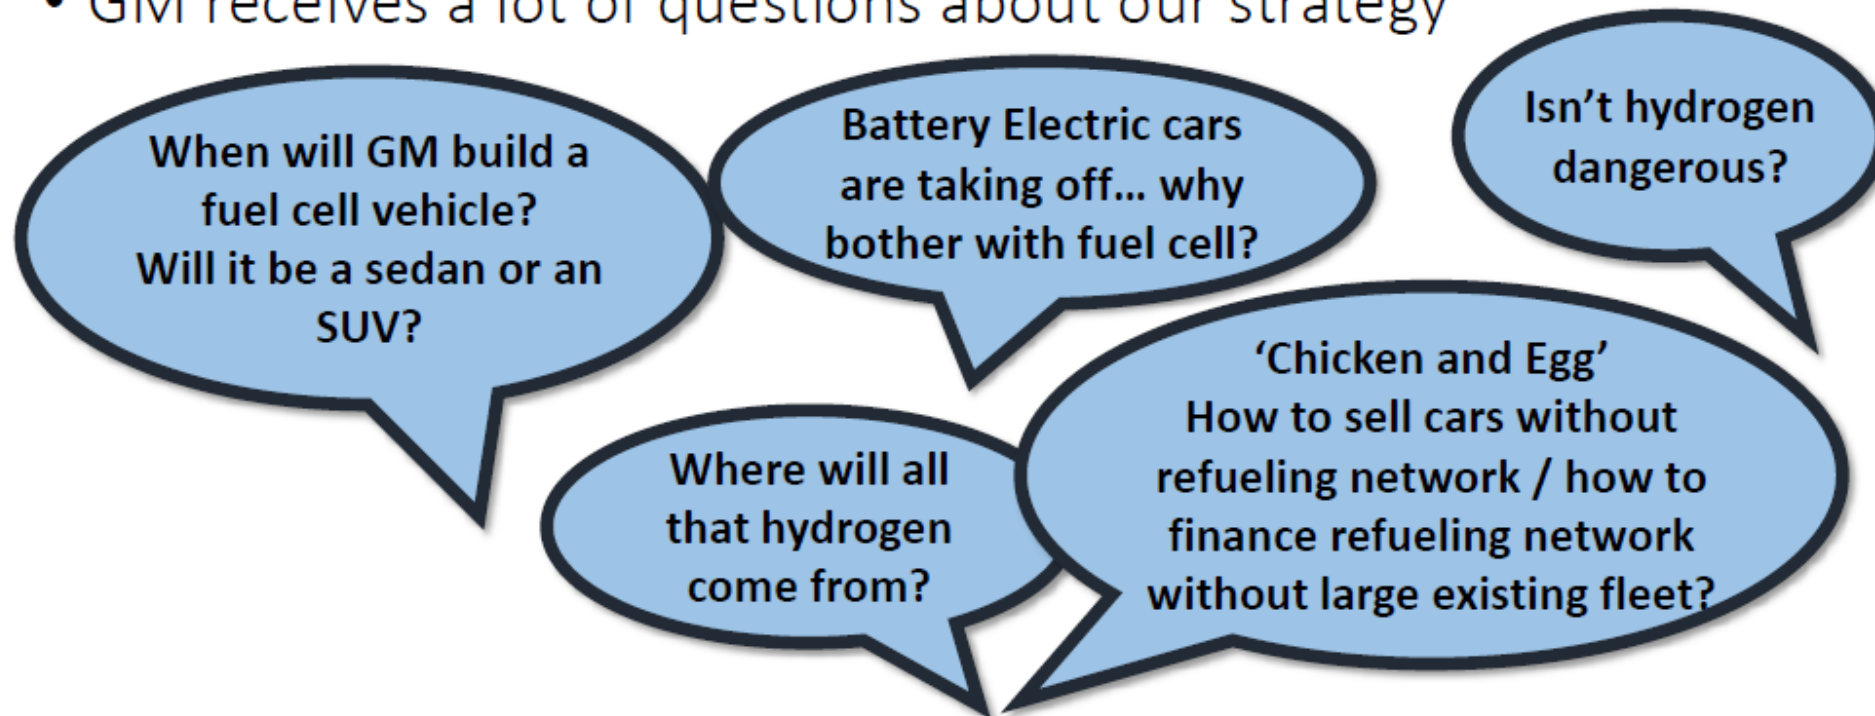 • GM receives a lot of questions about our strategy
When will GM build a
fuel cell vehicle?
Will it be a sedan or an
SUV?
Battery Electric cars
are taking off... why
bother with fuel cell?
Isn’t hydrogen
dangerous?
Where will all
that hydrogen
come from?
‘Chicken and Egg’
How to sell cars without
refueling network / how to
finance refueling network
without large existing fleet?